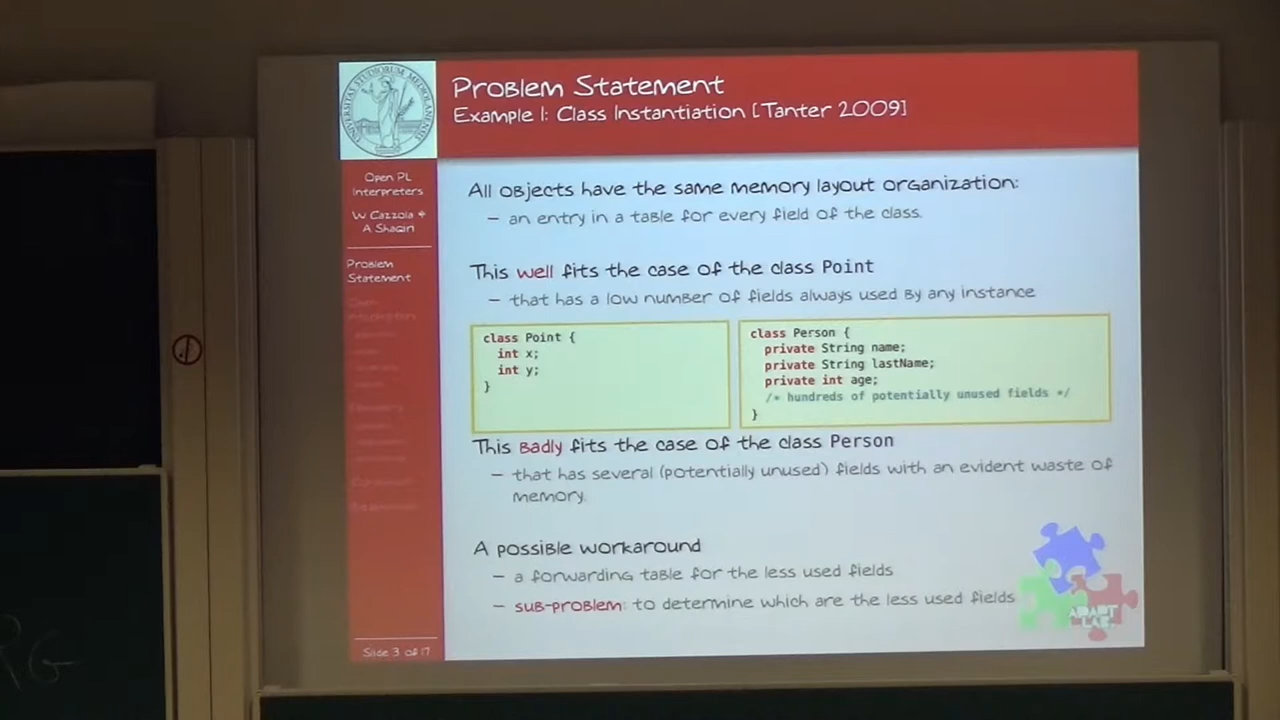 Problem Statement
Example 1: Class Instantiation [Tanter 2009]
UNIVERSITAS STUDIORUM MEDIOLANENSIS
Open PL
Interpreters
W Cazzola &
A Shaqiri
Problem
Statement
Slide 3 of 17
All objects have the same memory layout organization:
– an entry in a table for every field of the class.
This well fits the case of the class Point
– that has a low number of fields always used by any instance
class Point {
int x;
int y;
}
class Person {
private String name;
private String lastName;
private int age;
/* hundreds of potentially unused fields */
}
This badly fits the case of the class Person
– that has several (potentially unused) fields with an evident waste of
memory.
A possible workaround
– a forwarding table for the less used fields
– sub-problem: to determine which are the less used fields
ADAPT
LAB.